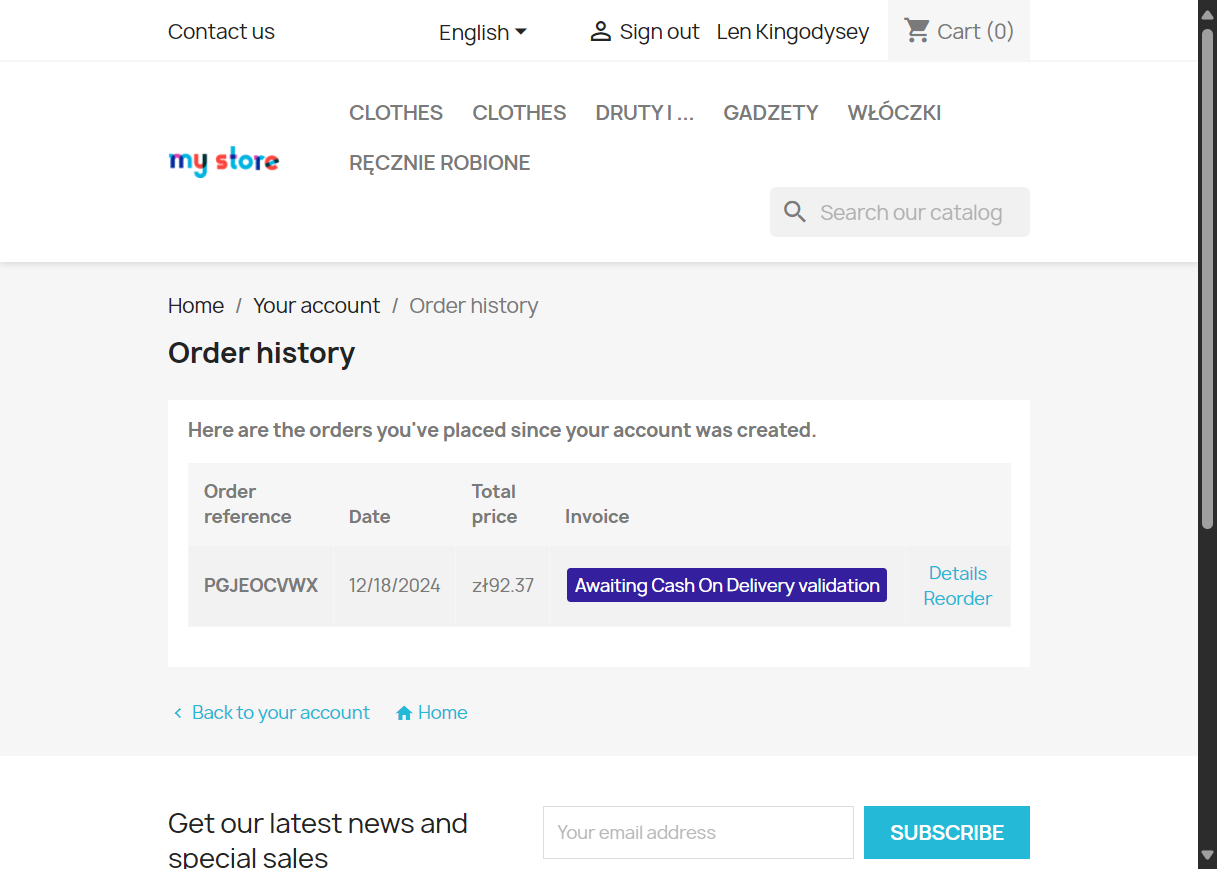 Contact us
English
Sign out
Len Kingodysey
Cart (0)
CLOTHES
CLOTHES
DRUTY I ...
GADZETY
WŁÓCZKI
my store
RĘCZNIE ROBIONE
Search our catalog
Home / Your account / Order history
Order history
Here are the orders you've placed since your account was created.
Order reference
Date
Total price
Invoice
PGJEOCVWX
12/18/2024
zł92.37
Awaiting Cash On Delivery validation
Details
Reorder
Back to your account
Home
Get our latest news and
special sales
Your email address
SUBSCRIBE